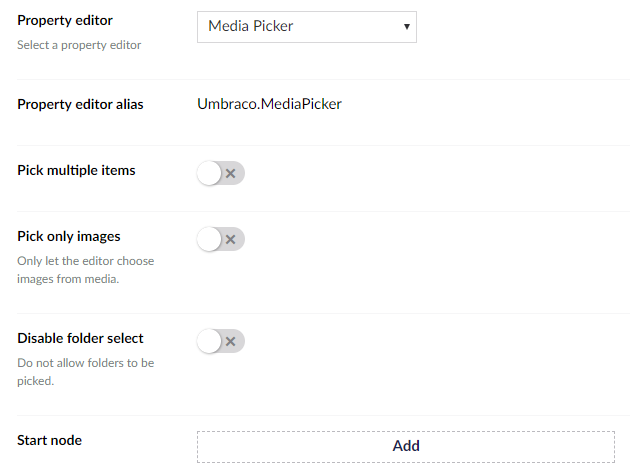 Property editor
Select a property editor
Media Picker
Property editor alias
Umbraco.MediaPicker
Pick multiple items
Pick only images
Only let the editor choose
images from media.
Disable folder select
Do not allow folders to be
picked.
Start node
Add